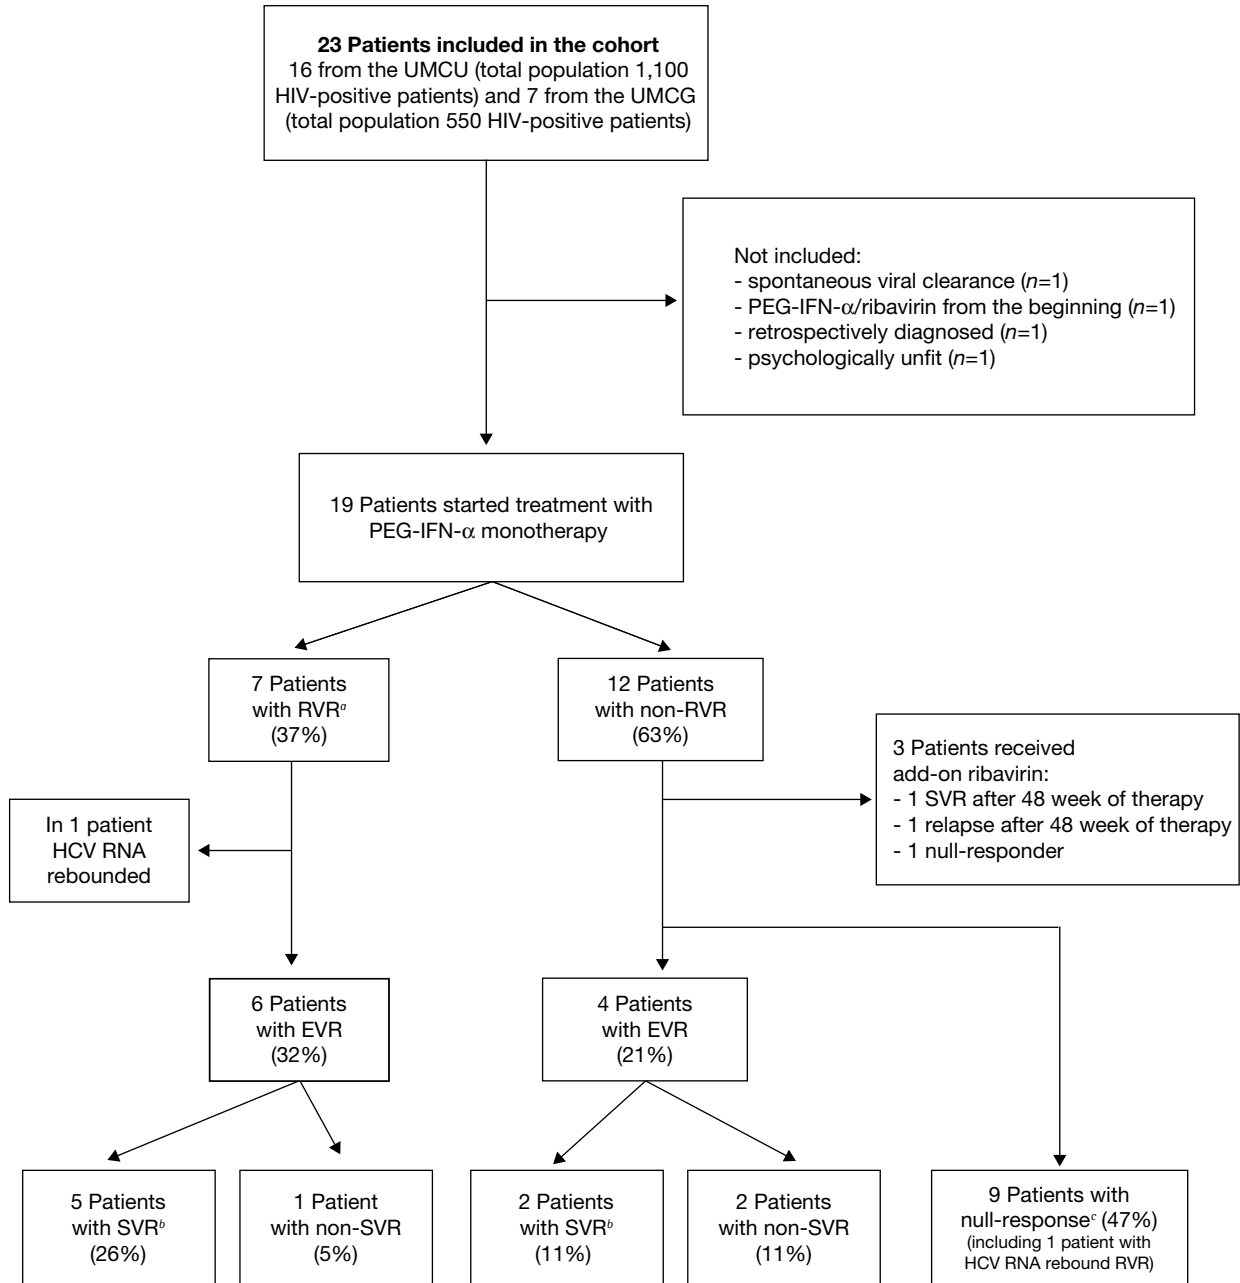 23 Patients included in the cohort
16 from the UMCU (total population 1,100
HIV-positive patients) and 7 from the UMCG
(total population 550 HIV-positive patients)
Not included:
- spontaneous viral clearance (n=1)
- PEG-IFN-α/ribavirin from the beginning (n=1)
- retrospectively diagnosed (n=1)
- psychologically unfit (n=1)
19 Patients started treatment with
PEG-IFN-α monotherapy
7 Patients
with RVRa
(37%)
12 Patients
with non-RVR
(63%)
3 Patients received
add-on ribavirin:
- 1 SVR after 48 week of therapy
- 1 relapse after 48 week of therapy
- 1 null-responder
In 1 patient
HCV RNA
rebounded
6 Patients
with EVR
(32%)
4 Patients
with EVR
(21%)
5 Patients
with SVRb
(26%)
1 Patient
with non-SVR
(5%)
2 Patients
with SVRb
(11%)
2 Patients
with non-SVR
(11%)
9 Patients with
null-responsec (47%)
(including 1 patient with
HCV RNA rebound RVR)